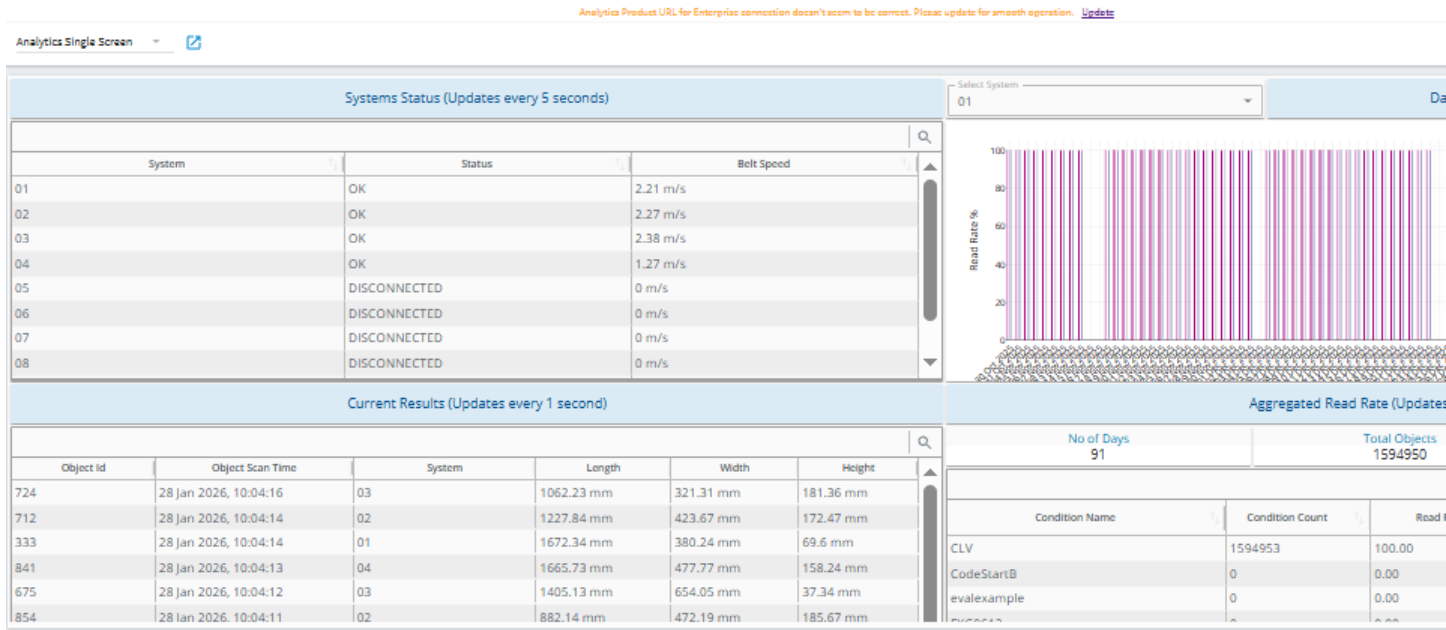 Analytics Product URL for Enterprise connection doesn't seem to be correct. Please update for smooth operation. Update
Analytics Single Screen
Systems Status (Updates every 5 seconds)
System Status Belt Speed
01 OK 2.21 m/s
02 OK 2.27 m/s
03 OK 2.38 m/s
04 OK 1.27 m/s
05 DISCONNECTED 0 m/s
06 DISCONNECTED 0 m/s
07 DISCONNECTED 0 m/s
08 DISCONNECTED 0 m/s
Select System
01
Da
Read Rate %
100
80
60
40
20
0
Current Results (Updates every 1 second)
Object Id Object Scan Time System Length Width Height
724 28 Jan 2026, 10:04:16 03 1062.23 mm 321.31 mm 181.36 mm
712 28 Jan 2026, 10:04:14 02 1227.84 mm 423.67 mm 172.47 mm
333 28 Jan 2026, 10:04:14 01 1672.34 mm 380.24 mm 69.6 mm
841 28 Jan 2026, 10:04:13 04 1665.73 mm 477.77 mm 158.24 mm
675 28 Jan 2026, 10:04:12 03 1405.13 mm 654.05 mm 37.34 mm
854 28 Jan 2026, 10:04:11 02 882.14 mm 472.19 mm 185.67 mm
Aggregated Read Rate (Updates
No of Days Total Objects
91 1594950
Condition Name Condition Count Read
CLV 1594953 100.00
CodeStartB 0 0.00
evalexample 0 0.00